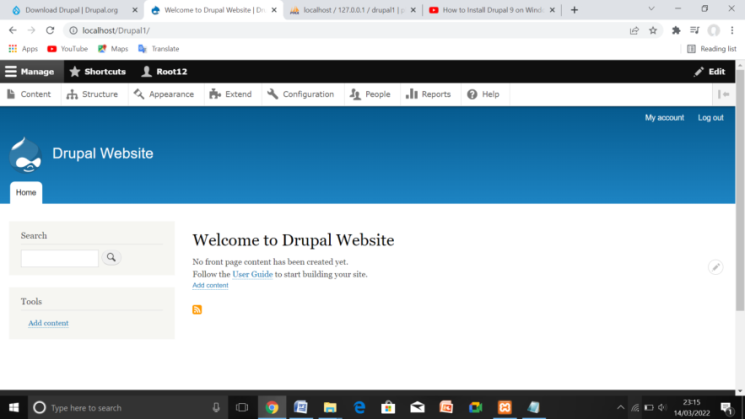 Download Drupal | Drupal.org
Welcome to Drupal Website | Dru
localhost / 127.0.0.1 / drupal1 | p
How to Install Drupal 9 on Windo
localhost/Drupal1/
Apps YouTube Maps Translate Reading list
Manage Shortcuts Root12 Edit
Content Structure Appearance Extend Configuration People Reports Help
My account Log out
Drupal Website
Home
Search
Welcome to Drupal Website
No front page content has been created yet.
Follow the User Guide to start building your site.
Add content
Tools
Add content
Type here to search
23:15
14/03/2022